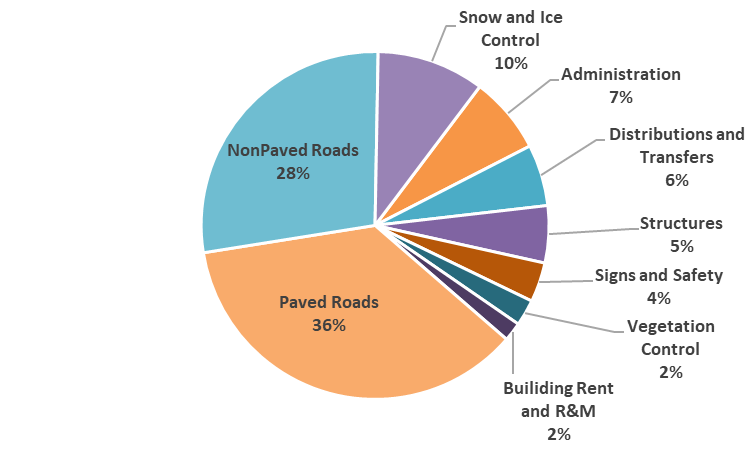 Snow and Ice
Control
10%
Administration
7%
Distributions and
Transfers
6%
Structures
5%
Signs and Safety
4%
Vegetation
Control
2%
Builiding Rent
and R&M
2%
Paved Roads
36%
NonPaved Roads
28%